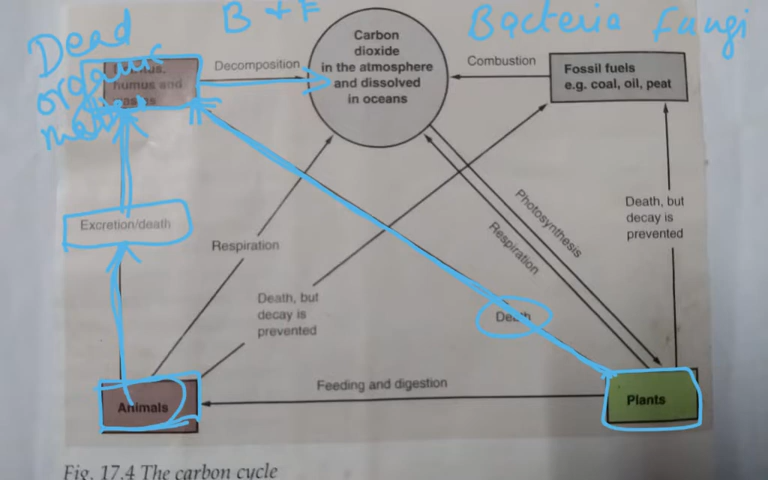 B + F
Bacteria fungi
Dead
organic
Carbon
dioxide
in the atmosphere
and dissolved
in oceans
Decomposition
Combustion
Fossil fuels
e.g. coal, oil, peat
humus and
Excretion/death
Respiration
Photosynthesis
Respiration
Death, but
decay is
prevented
Death, but
decay is
prevented
Death
Feeding and digestion
Animals
Plants
Fig. 17.4 The carbon cycle